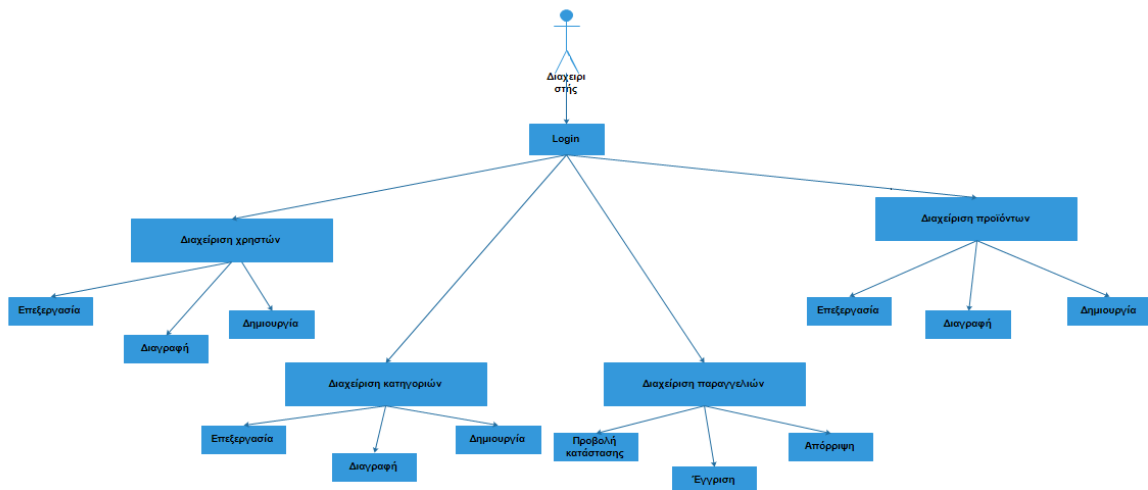 Διαχειρι
στής
Login
Διαχείριση χρηστών
Διαχείριση προϊόντων
Επεξεργασία
Διαγραφή
Δημιουργία
Επεξεργασία
Διαγραφή
Δημιουργία
Διαχείριση κατηγοριών
Διαχείριση παραγγελιών
Επεξεργασία
Διαγραφή
Δημιουργία
Προβολή
κατάστασης
Έγγριση
Απόρριψη